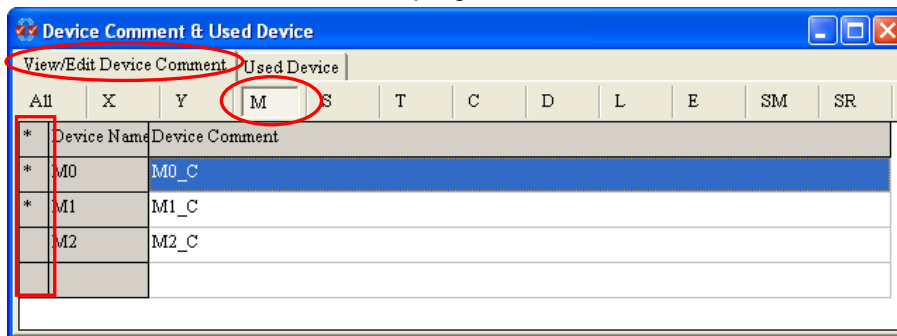 Device Comment & Used Device
View/Edit Device Comment Used Device
All X Y M S T C D L E SM SR
* Device Name Device Comment
* M0 M0_C
* M1 M1_C
M2 M2_C